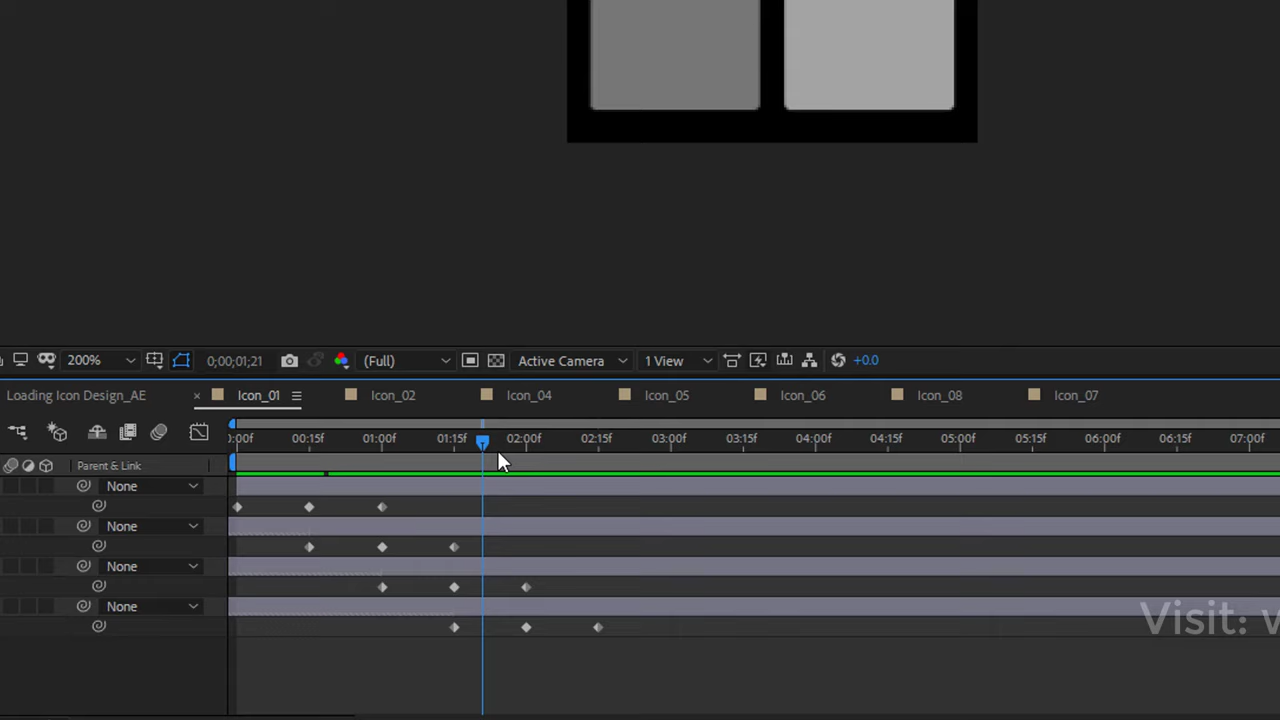 200% 0;00;01;21 (Full) Active Camera 1 View +0.0
Loading Icon Design_AE × Icon_01 Icon_02 Icon_04 Icon_05 Icon_06 Icon_08 Icon_07
0:00f 00:15f 01:00f 01:15f 02:00f 02:15f 03:00f 03:15f 04:00f 04:15f 05:00f 05:15f 06:00f 06:15f 07:00f
Parent & Link
None
None
None
None
Visit: